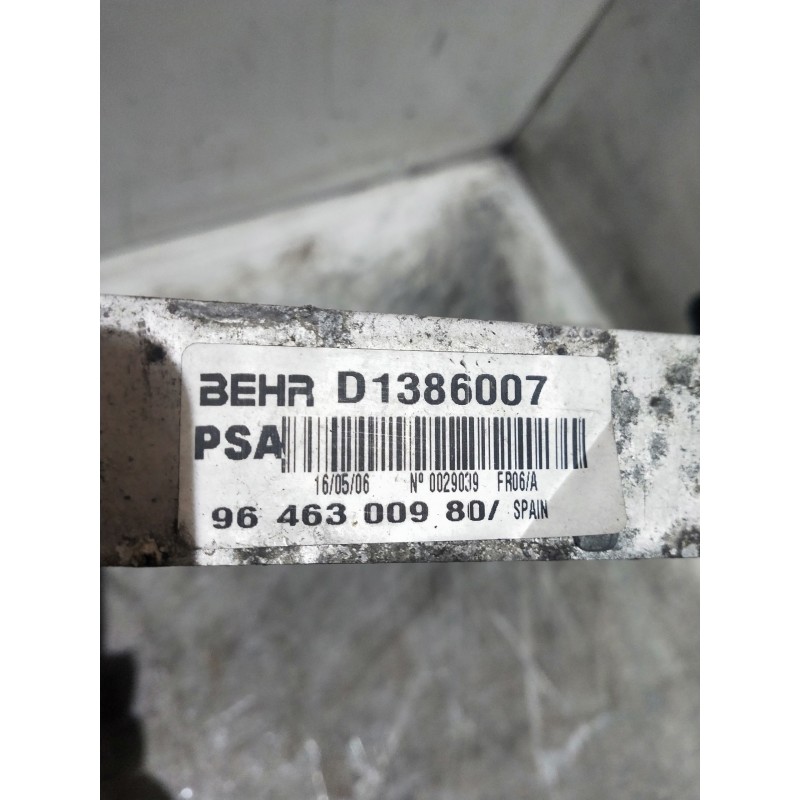 BEHR D1386007
PSA
16/05/06 Nº 0029039 FR06/A
96 463 009 80/ SPAIN